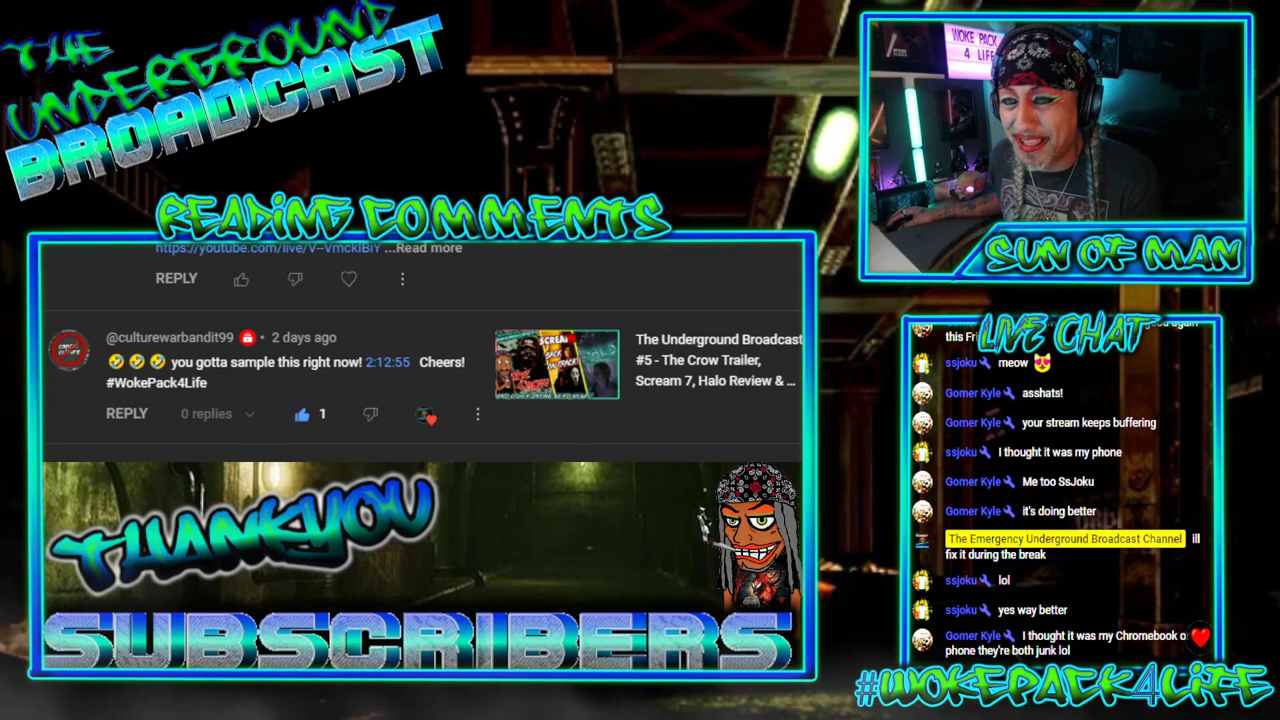 THE
UNDERGROUND
BROADCAST
WOKE PACK
4 LIFE
READING COMMENTS
https://youtube.com/live/V-VmckIBiY ...Read more
REPLY
@culturewarbandit99 • 2 days ago
🤣 🤣 🤣 you gotta sample this right now! 2:12:55 Cheers!
#WokePack4Life
REPLY 0 replies 1
The Underground Broadcast
#5 - The Crow Trailer,
Scream 7, Halo Review & ...
THANKYOU
SUBSCRIBERS
SUN OF MAN
LIVE CHAT
this Fri
ssjoku meow 😻
Gomer Kyle asshats!
Gomer Kyle your stream keeps buffering
ssjoku I thought it was my phone
Gomer Kyle Me too SsJoku
Gomer Kyle it's doing better
The Emergency Underground Broadcast Channel ill
fix it during the break
ssjoku lol
ssjoku yes way better
Gomer Kyle I thought it was my Chromebook o
phone they're both junk lol
#WOKEPACK4LIFE